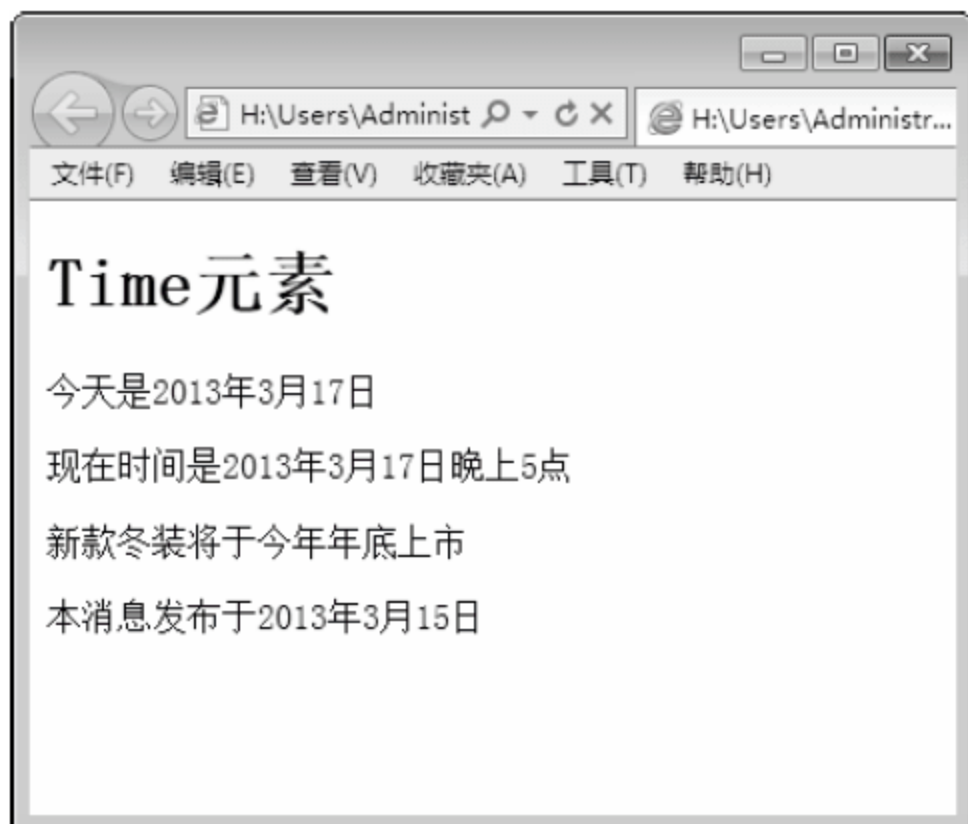 H:\Users\Administ
H:\Users\Administr...
文件(F) 编辑(E) 查看(V) 收藏夹(A) 工具(T) 帮助(H)
Time元素
今天是2013年3月17日
现在时间是2013年3月17日晚上5点
新款冬装将于今年年底上市
本消息发布于2013年3月15日